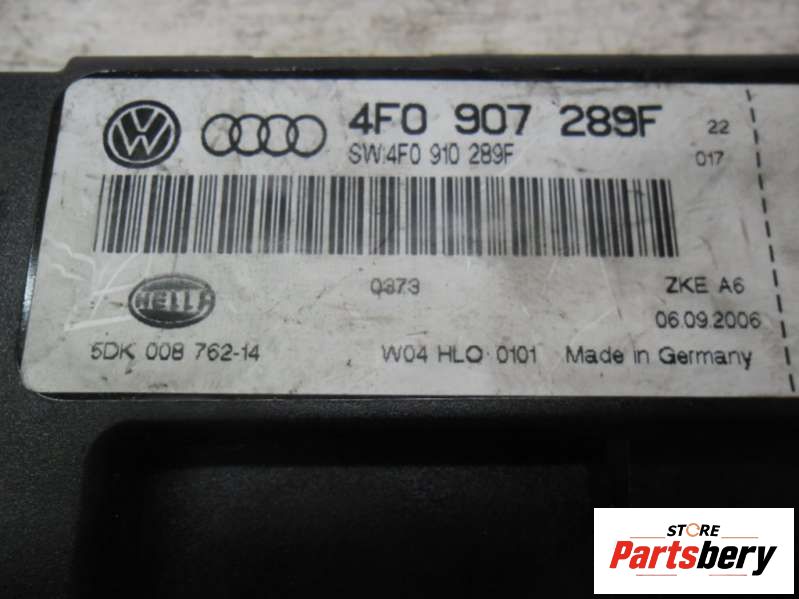 4F0 907 289F 22
SW:4F0 910 289F 017
0373 ZKE A6
HELLA 06.09.2006
5DK 008 762-14 W04 HLO 0101 Made in Germany
STORE
Partsbery